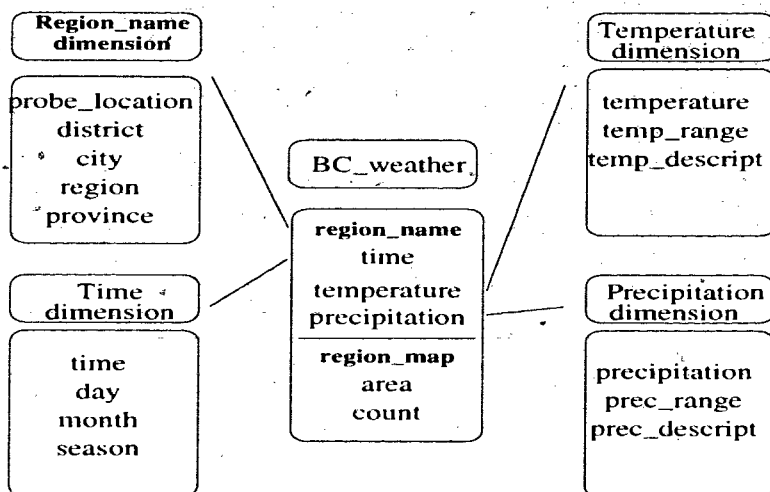 Region_name
dimension
probe_location
district
city
region
province
Time
dimension
time
day
month
season
BC_weather
region_name
time
temperature
precipitation
region_map
area
count
Temperature
dimension
temperature
temp_range
temp_descript
Precipitation
dimension
precipitation
prec_range
prec_descript